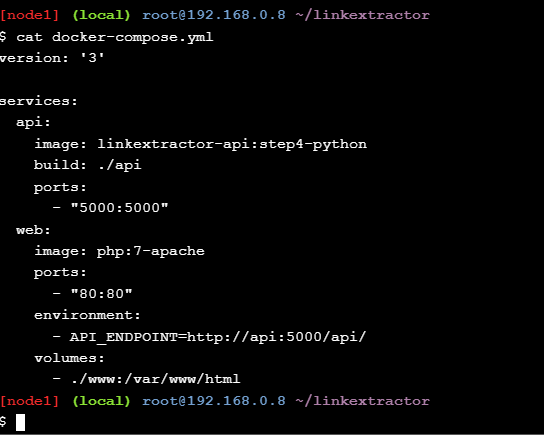 [node1] (local) root@192.168.0.8 ~/linkextractor
$ cat docker-compose.yml
version: '3'

services:
  api:
    image: linkextractor-api:step4-python
    build: ./api
    ports:
      - "5000:5000"
  web:
    image: php:7-apache
    ports:
      - "80:80"
    environment:
      - API_ENDPOINT=http://api:5000/api/
    volumes:
      - ./www:/var/www/html
[node1] (local) root@192.168.0.8 ~/linkextractor
$